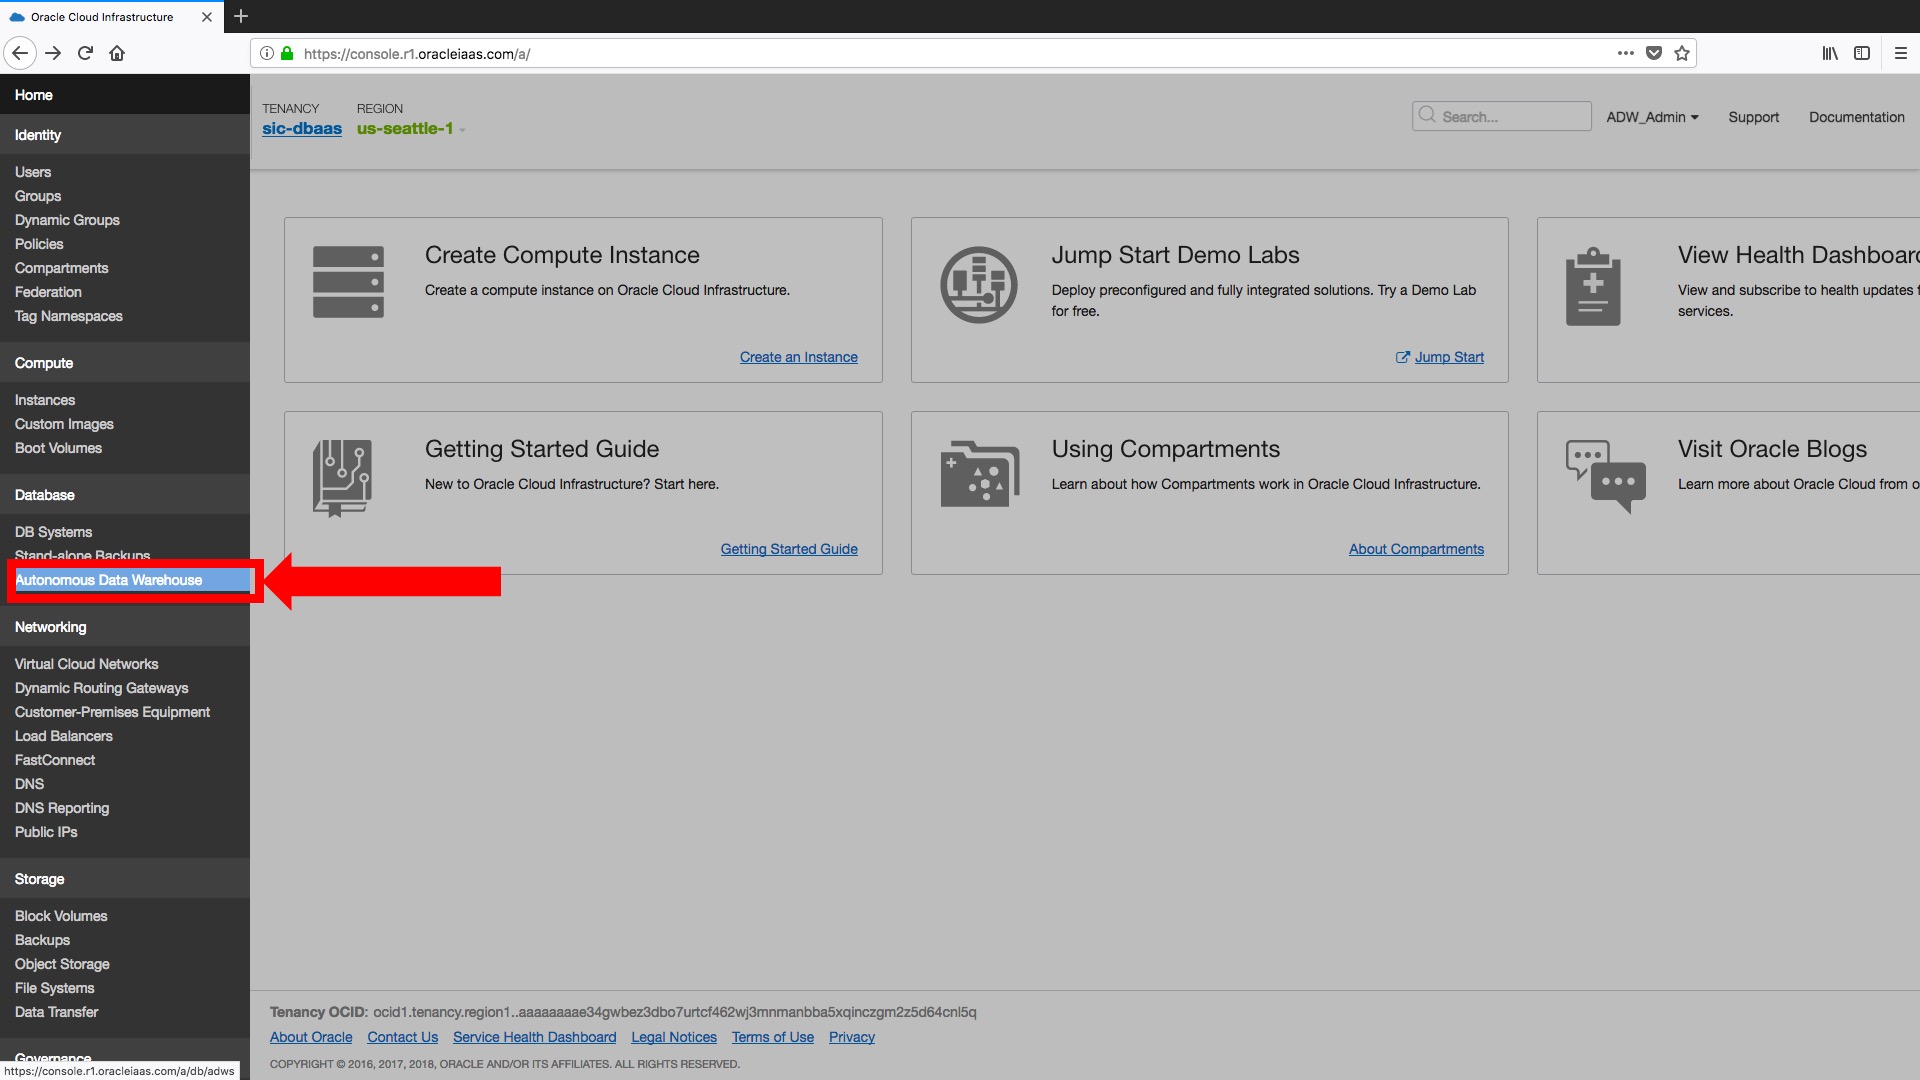 Oracle Cloud Infrastructure
https://console.r1.oracleiaas.com/a/
Home
Identity
Users
Groups
Dynamic Groups
Policies
Compartments
Federation
Tag Namespaces
Compute
Instances
Custom Images
Boot Volumes
Database
DB Systems
Stand-alone Backups
Autonomous Data Warehouse
Networking
Virtual Cloud Networks
Dynamic Routing Gateways
Customer-Premises Equipment
Load Balancers
FastConnect
DNS
DNS Reporting
Public IPs
Storage
Block Volumes
Backups
Object Storage
File Systems
Data Transfer
Governance
https://console.r1.oracleiaas.com/a/db/adws
TENANCY REGION
sic-dbaas us-seattle-1
Search...
ADW_Admin
Support
Documentation
Create Compute Instance
Create a compute instance on Oracle Cloud Infrastructure.
Create an Instance
Jump Start Demo Labs
Deploy preconfigured and fully integrated solutions. Try a Demo Lab
for free.
Jump Start
View Health Dashboar
View and subscribe to health updates f
services.
Getting Started Guide
New to Oracle Cloud Infrastructure? Start here.
Getting Started Guide
Using Compartments
Learn about how Compartments work in Oracle Cloud Infrastructure.
About Compartments
Visit Oracle Blogs
Learn more about Oracle Cloud from o
Tenancy OCID: ocid1.tenancy.region1..aaaaaaaae34gwbez3dbo7urtcf462wj3mnmanbba5xqinczgm2z5d64cnl5q
About Oracle Contact Us Service Health Dashboard Legal Notices Terms of Use Privacy
COPYRIGHT © 2016, 2017, 2018, ORACLE AND/OR ITS AFFILIATES. ALL RIGHTS RESERVED.